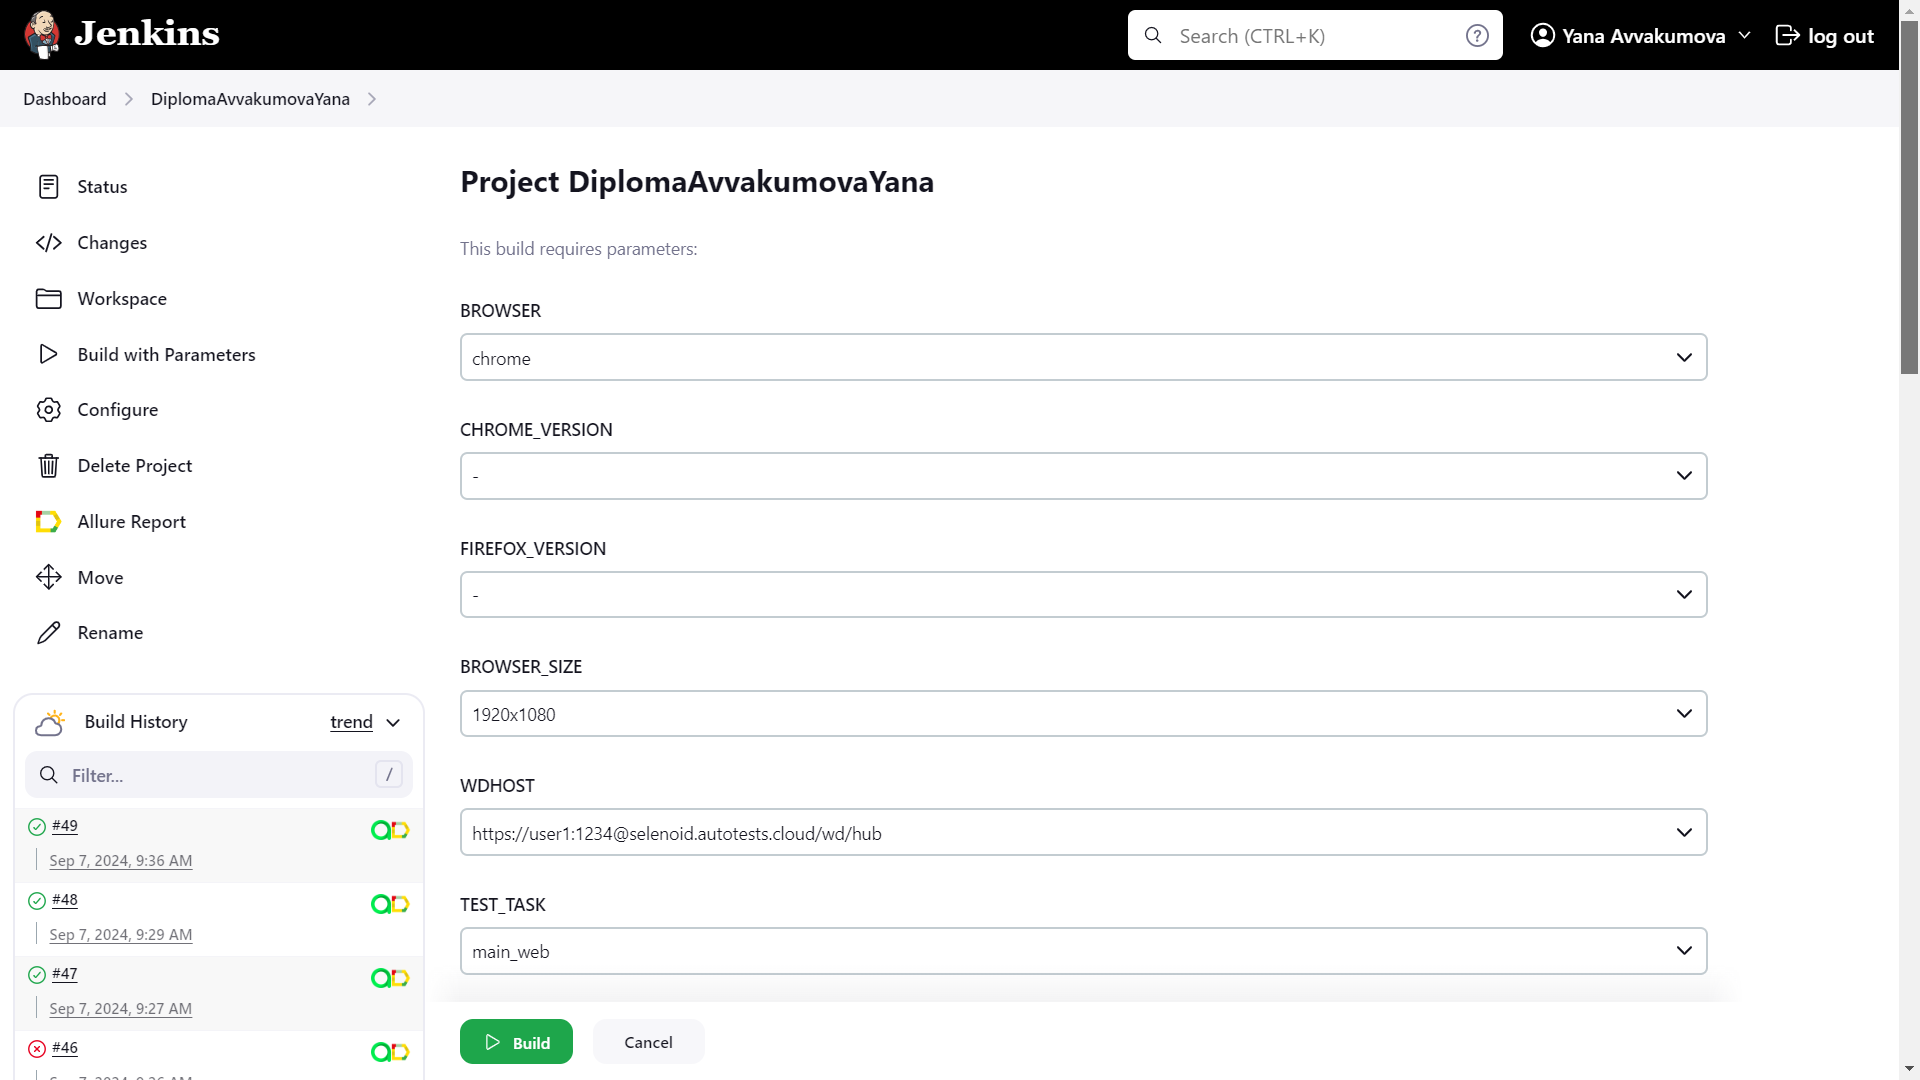 Jenkins
Search (CTRL+K)
?
Yana Avvakumova
log out
Dashboard
DiplomaAvvakumovaYana
Status
Changes
Workspace
Build with Parameters
Configure
Delete Project
Allure Report
Move
Rename
Build History
trend
Filter...
/
#49
Sep 7, 2024, 9:36 AM
#48
Sep 7, 2024, 9:29 AM
#47
Sep 7, 2024, 9:27 AM
#46
Project DiplomaAvvakumovaYana
This build requires parameters:
BROWSER
chrome
CHROME_VERSION
-
FIREFOX_VERSION
-
BROWSER_SIZE
1920x1080
WDHOST
https://user1:1234@selenoid.autotests.cloud/wd/hub
TEST_TASK
main_web
Build
Cancel